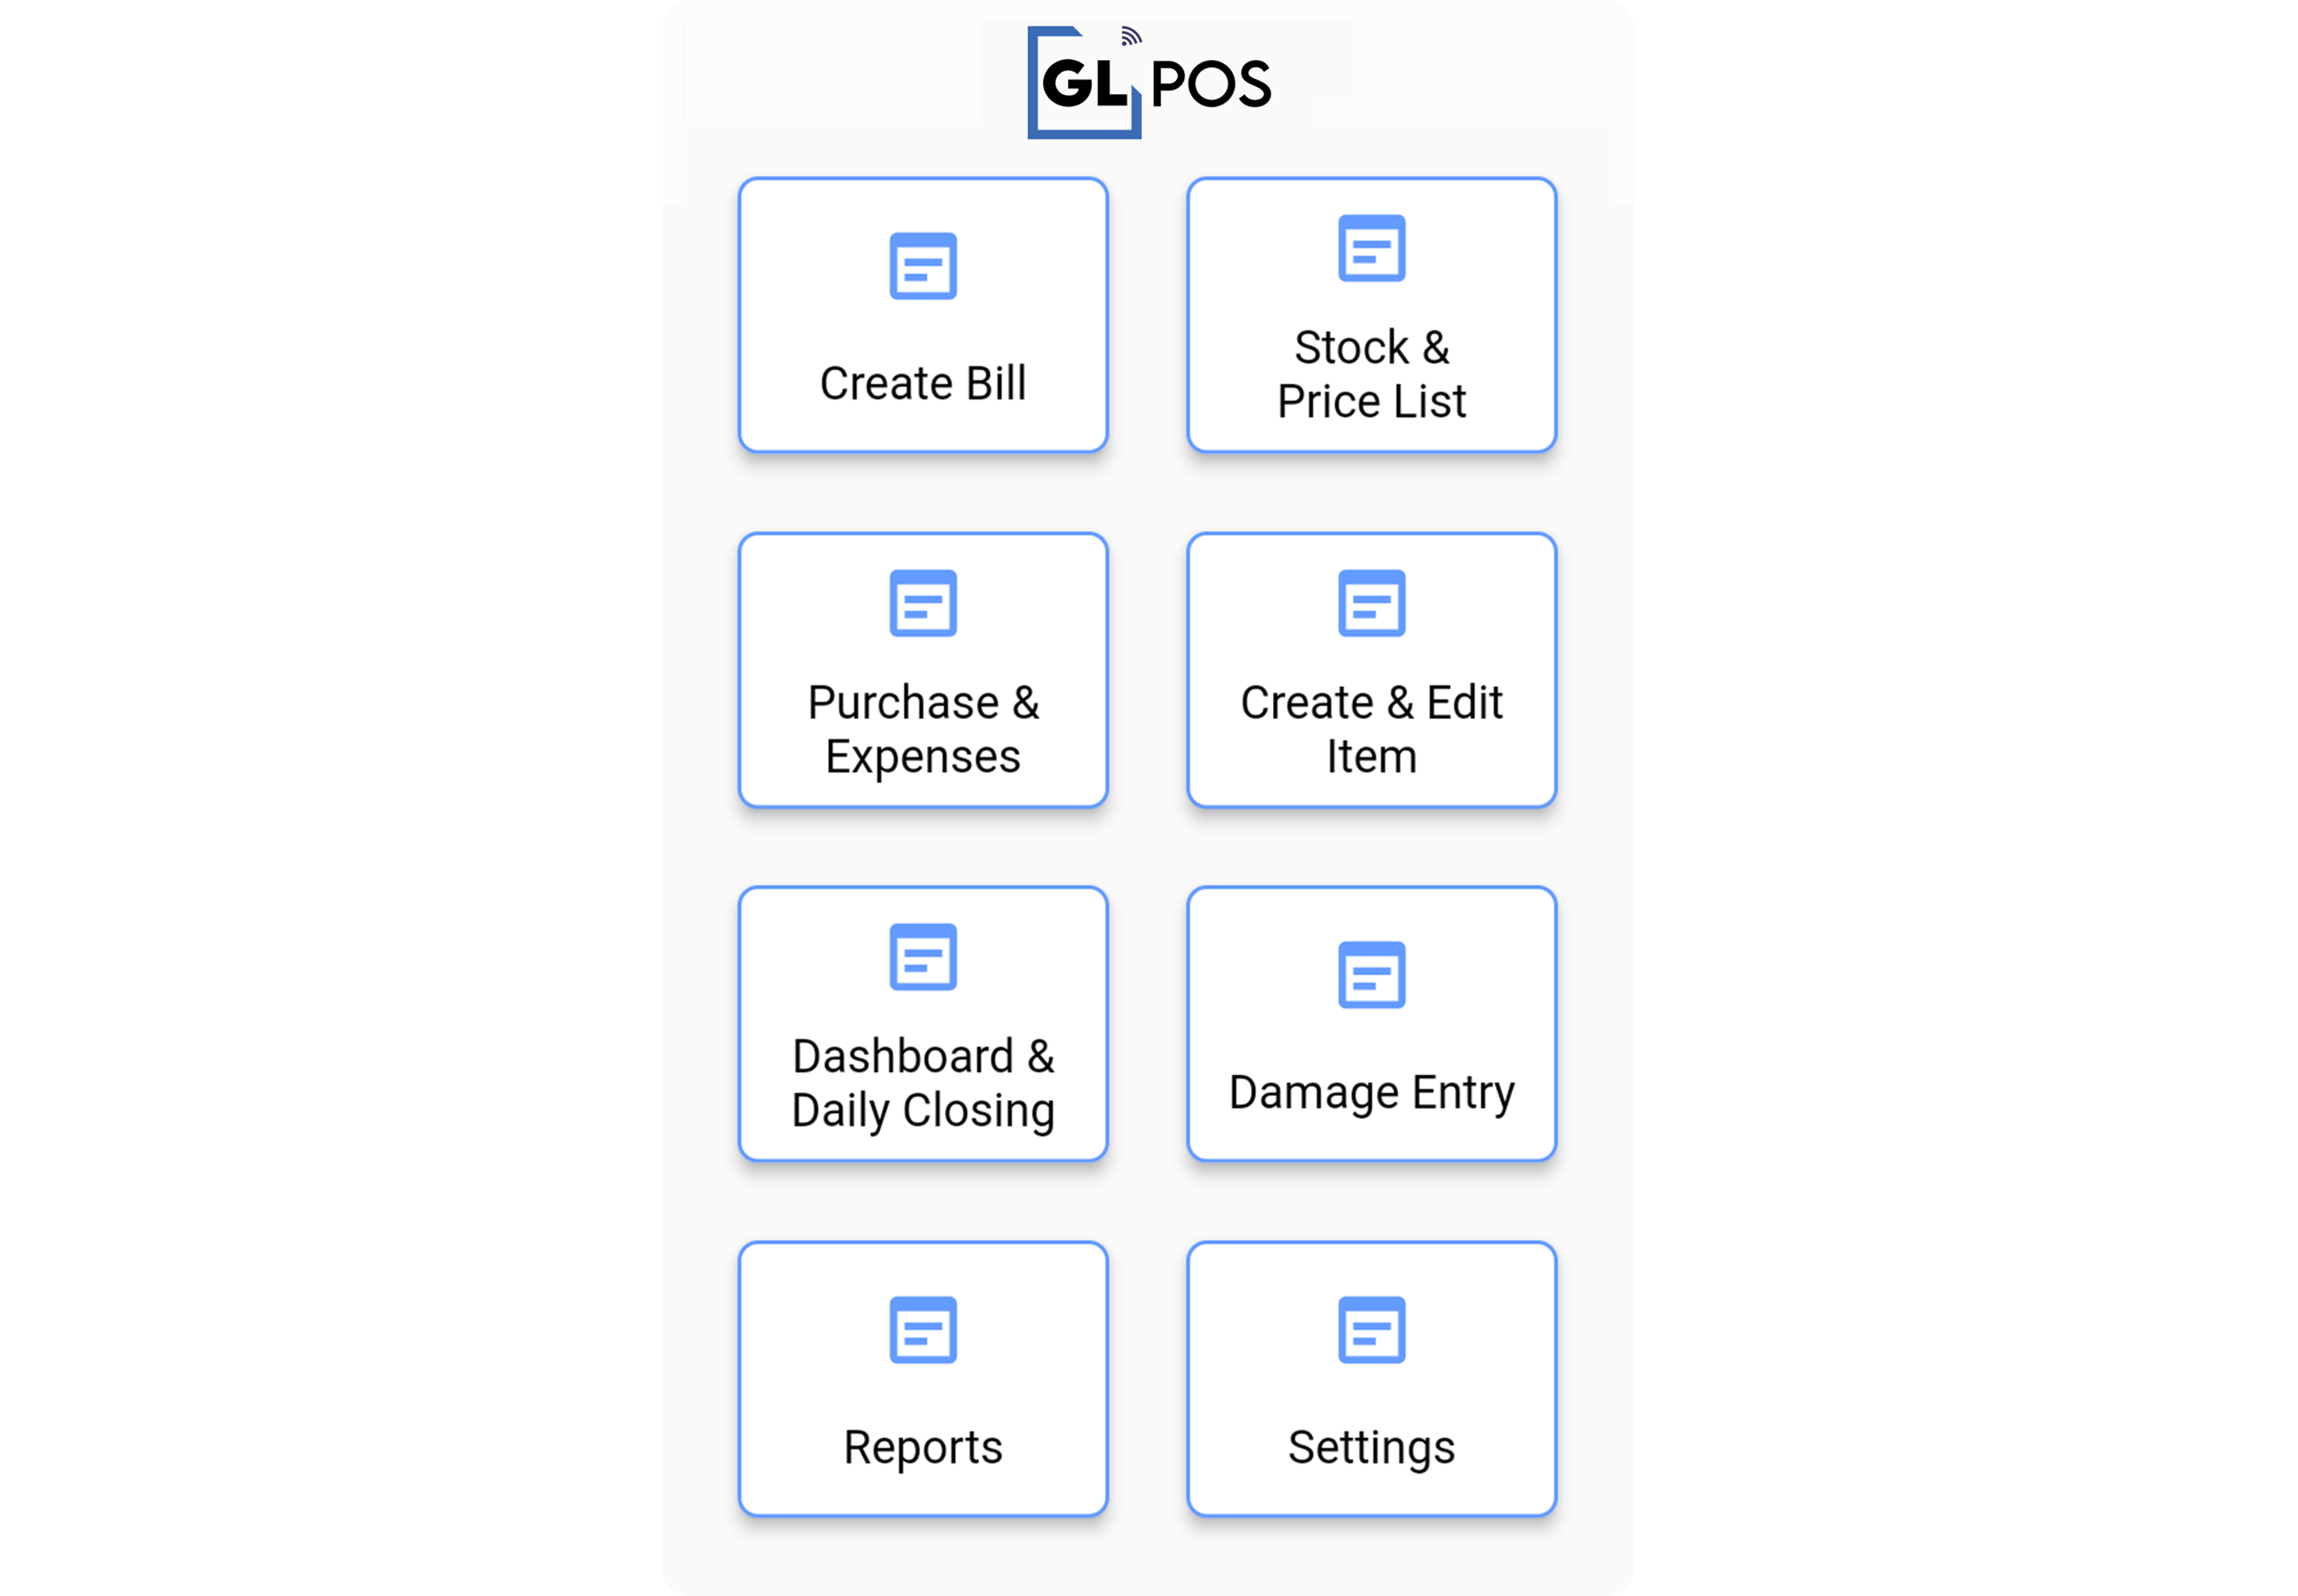 GL POS
Create Bill
Stock &
Price List
Purchase &
Expenses
Create & Edit
Item
Dashboard &
Daily Closing
Damage Entry
Reports
Settings